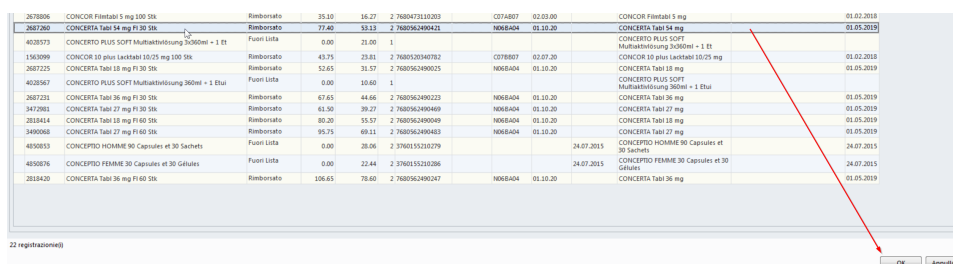 2678806 CONCOR Filmtabl 5 mg 100 Stk Rimborsato 35.10 16.27 2 7680473110203 C07AB07 02.03.00 CONCOR Filmtabl 5 mg 01.02.2018
2687260 CONCERTA Tabl 54 mg Fl 30 Stk Rimborsato 77.40 53.13 2 7680562490421 N06BA04 01.10.20 CONCERTA Tabl 54 mg 01.05.2019
4028573 CONCERTO PLUS SOFT Multiaktivlösung 3x360ml + 1 Et Fuori Lista 0.00 21.00 1 CONCERTO PLUS SOFT
Multiaktivlösung 3x360ml + 1 Et
1563099 CONCOR 10 plus Lacktabl 10/25 mg 100 Stk Rimborsato 43.75 23.81 2 7680520340782 C07BB07 02.07.20 CONCOR 10 plus Lacktabl 10/25 mg 01.02.2018
2687225 CONCERTA Tabl 18 mg Fl 30 Stk Rimborsato 52.65 31.57 2 7680562490025 N06BA04 01.10.20 CONCERTA Tabl 18 mg 01.05.2019
4028567 CONCERTO PLUS SOFT Multiaktivlösung 360ml + 1 Etui Fuori Lista 0.00 10.60 1 CONCERTO PLUS SOFT
Multiaktivlösung 360ml + 1 Etui
2687231 CONCERTA Tabl 36 mg Fl 30 Stk Rimborsato 67.65 44.66 2 7680562490223 N06BA04 01.10.20 CONCERTA Tabl 36 mg 01.05.2019
3472981 CONCERTA Tabl 27 mg Fl 30 Stk Rimborsato 61.50 39.27 2 7680562490469 N06BA04 01.10.20 CONCERTA Tabl 27 mg 01.05.2019
2818414 CONCERTA Tabl 18 mg Fl 60 Stk Rimborsato 80.20 55.57 2 7680562490049 N06BA04 01.10.20 CONCERTA Tabl 18 mg 01.05.2019
3490068 CONCERTA Tabl 27 mg Fl 60 Stk Rimborsato 95.75 69.11 2 7680562490483 N06BA04 01.10.20 CONCERTA Tabl 27 mg 01.05.2019
4850853 CONCEPTIO HOMME 90 Capsules et 30 Sachets Fuori Lista 0.00 28.06 2 3760155210279 24.07.2015 CONCEPTIO HOMME 90 Capsules et
30 Sachets 24.07.2015
4850876 CONCEPTIO FEMME 30 Capsules et 30 Gélules Fuori Lista 0.00 22.44 2 3760155210286 24.07.2015 CONCEPTIO FEMME 30 Capsules et 30
Gélules 24.07.2015
2818420 CONCERTA Tabl 36 mg Fl 60 Stk Rimborsato 106.65 78.60 2 7680562490247 N06BA04 01.10.20 CONCERTA Tabl 36 mg 01.05.2019
22 registrazionie(i)
OK